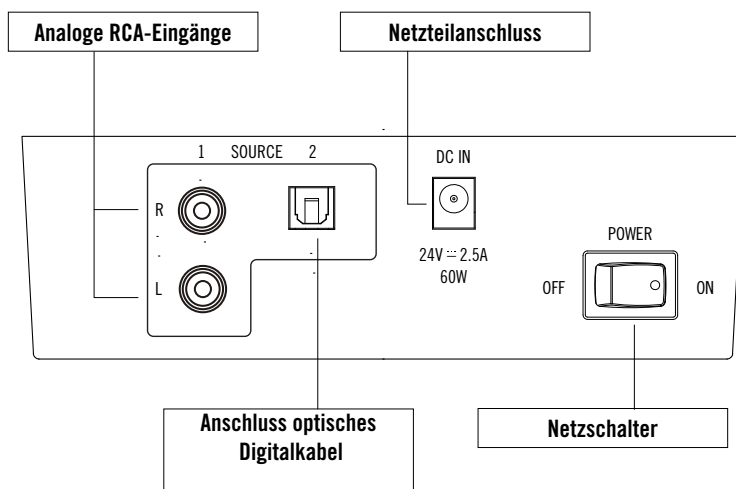 Analoge RCA-Eingänge
Netzteilanschluss
1 SOURCE 2
DC IN
R
L
24V ⎓ 2.5A
60W
POWER
OFF
ON
Anschluss optisches
Digitalkabel
Netzschalter